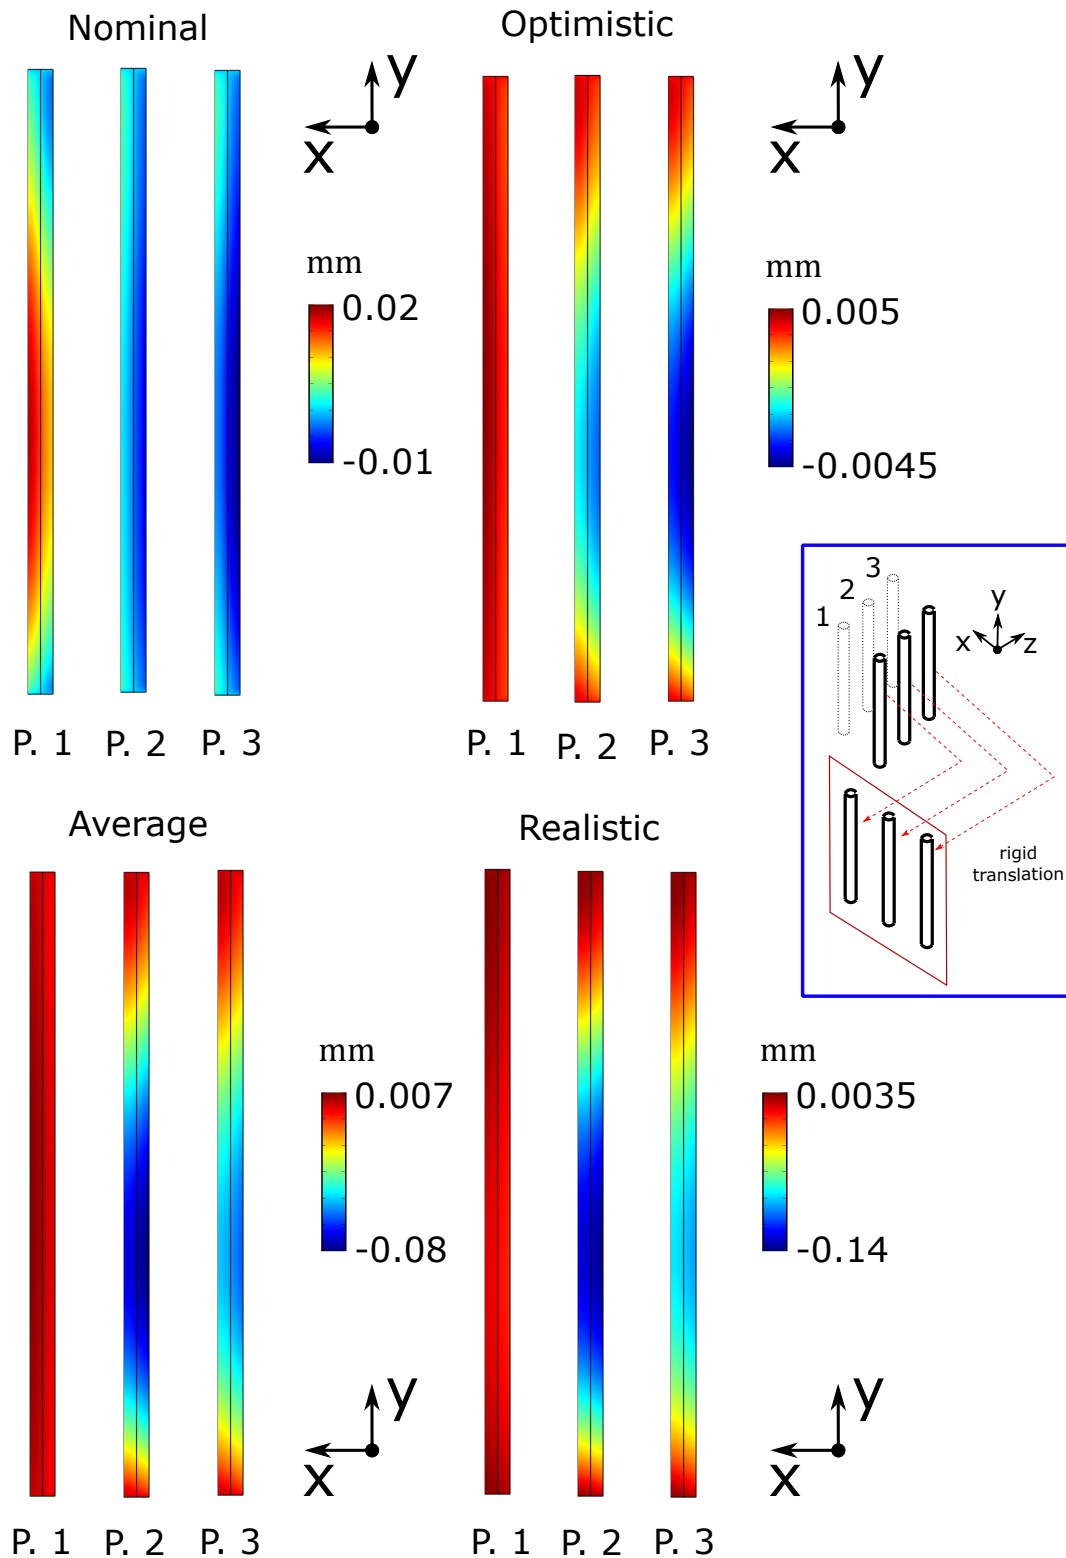 Nominal
y
x
mm
0.02
-0.01
P. 1 P. 2 P. 3
Optimistic
y
x
mm
0.005
-0.0045
P. 1 P. 2 P. 3
1 2 3
y
x z
rigid
translation
Average
mm
0.007
-0.08
y
x
P. 1 P. 2 P. 3
Realistic
mm
0.0035
-0.14
y
x
P. 1 P. 2 P. 3